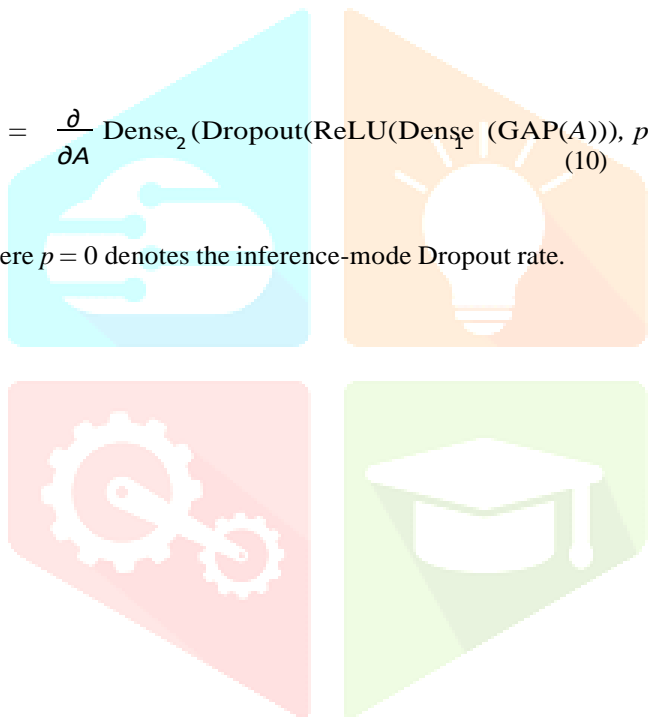 = ∂/∂A Dense₂(Dropout(ReLU(Dense₁(GAP(A))), p
(10)
ere p = 0 denotes the inference-mode Dropout rate.